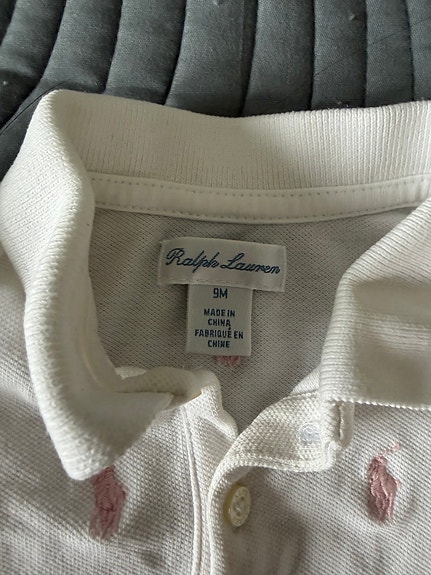 Ralph Lauren
9M
MADE IN
CHINA
FABRIQUÉ EN
CHINE